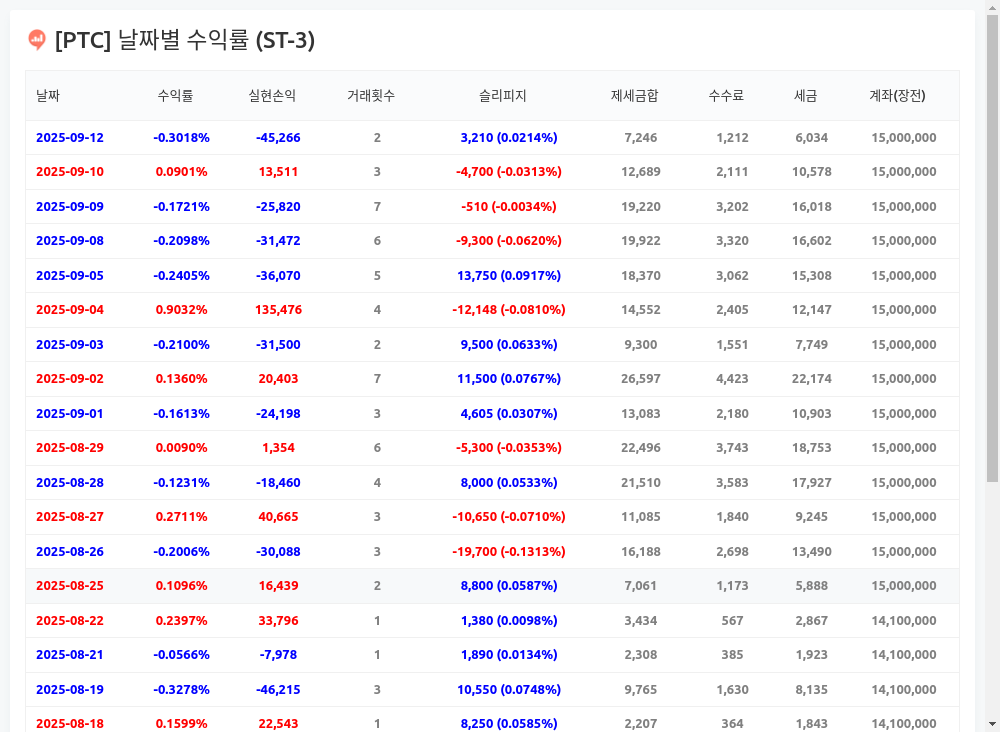 [PTC] 날짜별 수익률 (ST-3)
날짜 수익률 실현손익 거래횟수 슬리피지 제세금합 수수료 세금 계좌(장전)
2025-09-12 -0.3018% -45,266 2 3,210 (0.0214%) 7,246 1,212 6,034 15,000,000
2025-09-10 0.0901% 13,511 3 -4,700 (-0.0313%) 12,689 2,111 10,578 15,000,000
2025-09-09 -0.1721% -25,820 7 -510 (-0.0034%) 19,220 3,202 16,018 15,000,000
2025-09-08 -0.2098% -31,472 6 -9,300 (-0.0620%) 19,922 3,320 16,602 15,000,000
2025-09-05 -0.2405% -36,070 5 13,750 (0.0917%) 18,370 3,062 15,308 15,000,000
2025-09-04 0.9032% 135,476 4 -12,148 (-0.0810%) 14,552 2,405 12,147 15,000,000
2025-09-03 -0.2100% -31,500 2 9,500 (0.0633%) 9,300 1,551 7,749 15,000,000
2025-09-02 0.1360% 20,403 7 11,500 (0.0767%) 26,597 4,423 22,174 15,000,000
2025-09-01 -0.1613% -24,198 3 4,605 (0.0307%) 13,083 2,180 10,903 15,000,000
2025-08-29 0.0090% 1,354 6 -5,300 (-0.0353%) 22,496 3,743 18,753 15,000,000
2025-08-28 -0.1231% -18,460 4 8,000 (0.0533%) 21,510 3,583 17,927 15,000,000
2025-08-27 0.2711% 40,665 3 -10,650 (-0.0710%) 11,085 1,840 9,245 15,000,000
2025-08-26 -0.2006% -30,088 3 -19,700 (-0.1313%) 16,188 2,698 13,490 15,000,000
2025-08-25 0.1096% 16,439 2 8,800 (0.0587%) 7,061 1,173 5,888 15,000,000
2025-08-22 0.2397% 33,796 1 1,380 (0.0098%) 3,434 567 2,867 14,100,000
2025-08-21 -0.0566% -7,978 1 1,890 (0.0134%) 2,308 385 1,923 14,100,000
2025-08-19 -0.3278% -46,215 3 10,550 (0.0748%) 9,765 1,630 8,135 14,100,000
2025-08-18 0.1599% 22,543 1 8,250 (0.0585%) 2,207 364 1,843 14,100,000